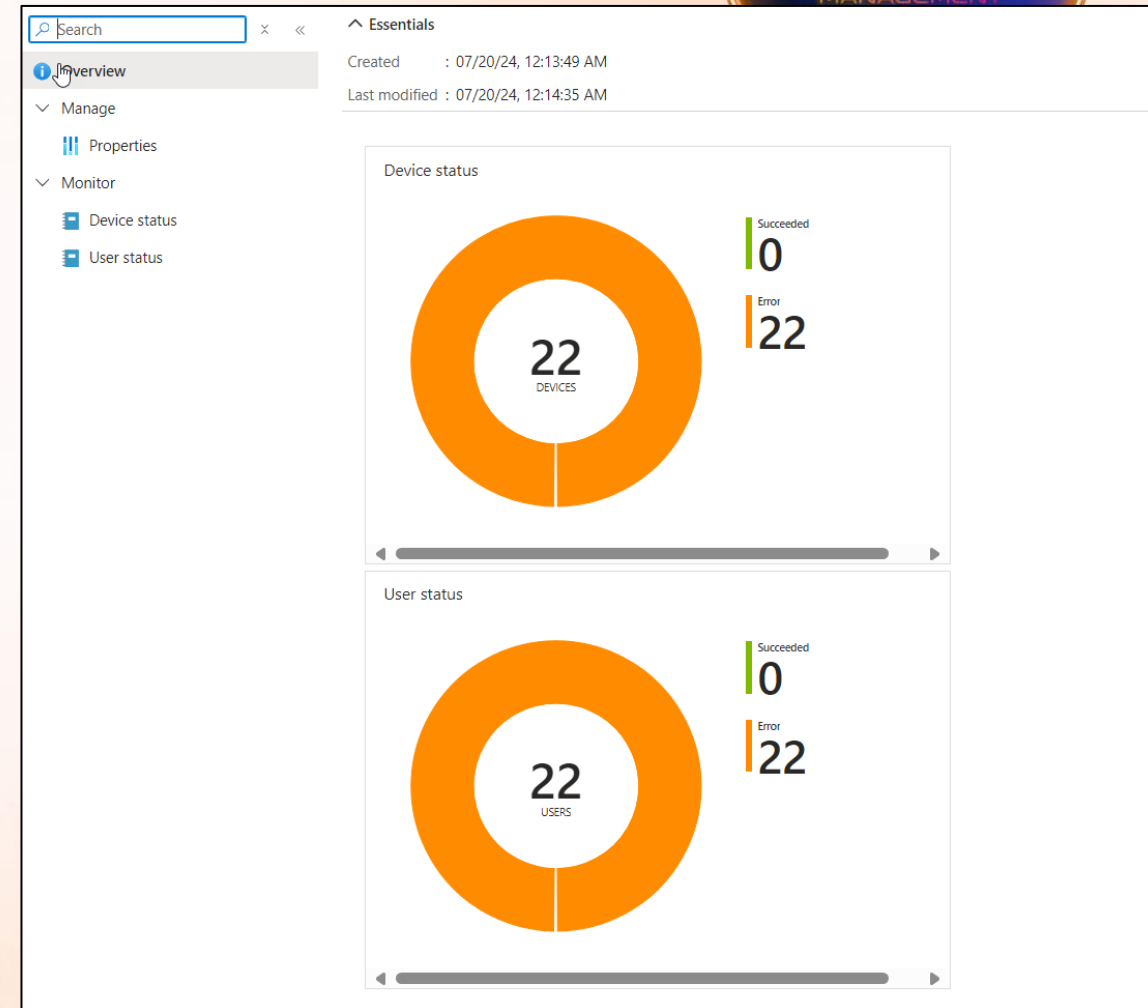 MANAGEMENT
Search
Overview
Manage
Properties
Monitor
Device status
User status
Essentials
Created : 07/20/24, 12:13:49 AM
Last modified : 07/20/24, 12:14:35 AM
Device status
Succeeded
0
Error
22
22
DEVICES
User status
Succeeded
0
Error
22
22
USERS